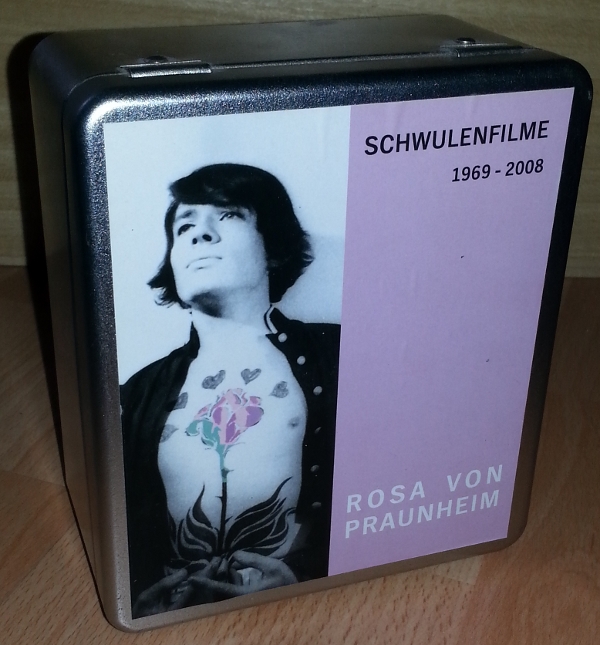 SCHWULENFILME
1969 - 2008
ROSA VON
PRAUNHEIM